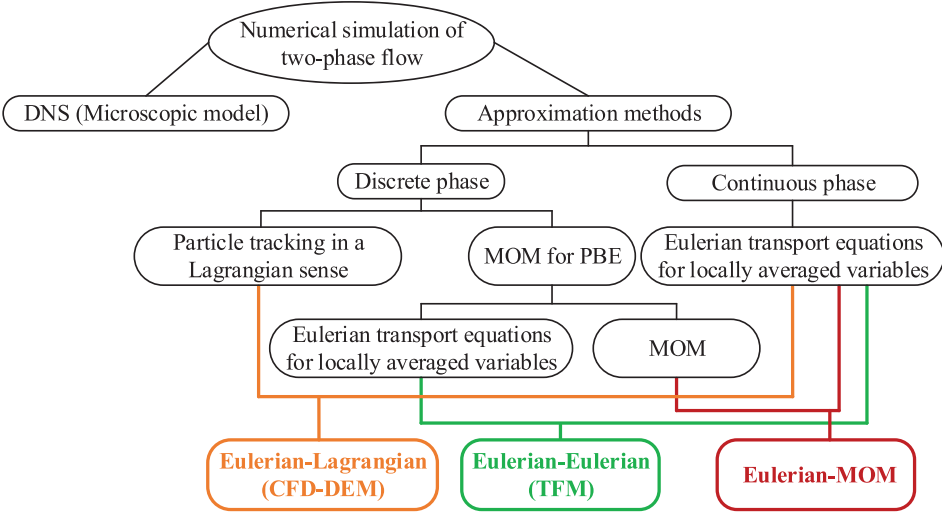 Numerical simulation of
two-phase flow
DNS (Microscopic model)
Approximation methods
Discrete phase
Continuous phase
Particle tracking in a
Lagrangian sense
MOM for PBE
Eulerian transport equations
for locally averaged variables
Eulerian transport equations
for locally averaged variables
MOM
Eulerian-Lagrangian
(CFD-DEM)
Eulerian-Eulerian
(TFM)
Eulerian-MOM